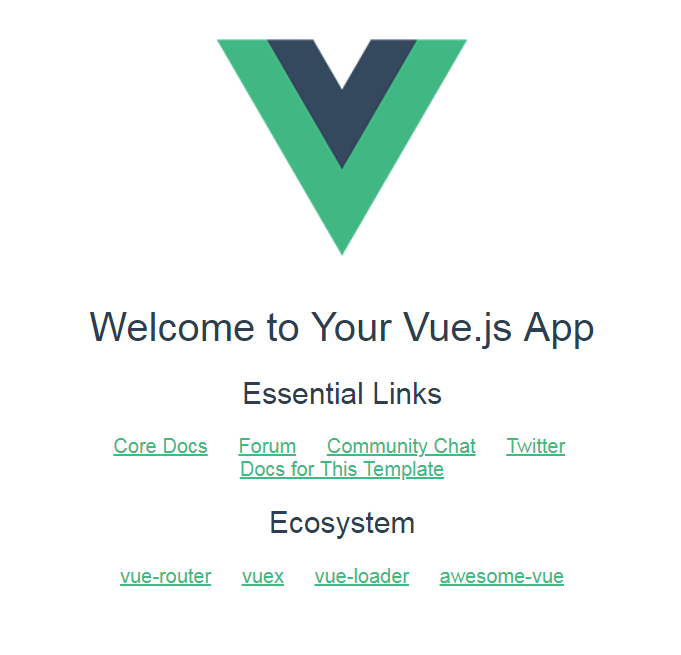 Welcome to Your Vue.js App
Essential Links
Core Docs Forum Community Chat Twitter
Docs for This Template
Ecosystem
vue-router vuex vue-loader awesome-vue